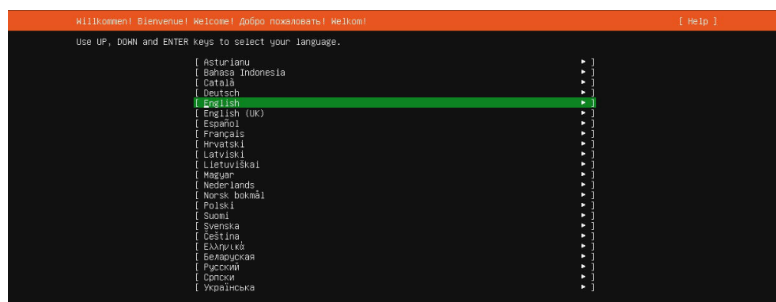 Willkommen! Bienvenue! Welcome! Добро пожаловать! Welkom! [ Help ]
Use UP, DOWN and ENTER keys to select your language.
[ Asturianu ▸ ]
[ Bahasa Indonesia ▸ ]
[ Català ▸ ]
[ Deutsch ▸ ]
[ English ▸ ]
[ English (UK) ▸ ]
[ Español ▸ ]
[ Français ▸ ]
[ Hrvatski ▸ ]
[ Latviski ▸ ]
[ Lietuviškai ▸ ]
[ Magyar ▸ ]
[ Nederlands ▸ ]
[ Norsk bokmål ▸ ]
[ Polski ▸ ]
[ Suomi ▸ ]
[ Svenska ▸ ]
[ Čeština ▸ ]
[ Ελληνικά ▸ ]
[ Беларуская ▸ ]
[ Русский ▸ ]
[ Српски ▸ ]
[ Українська ▸ ]